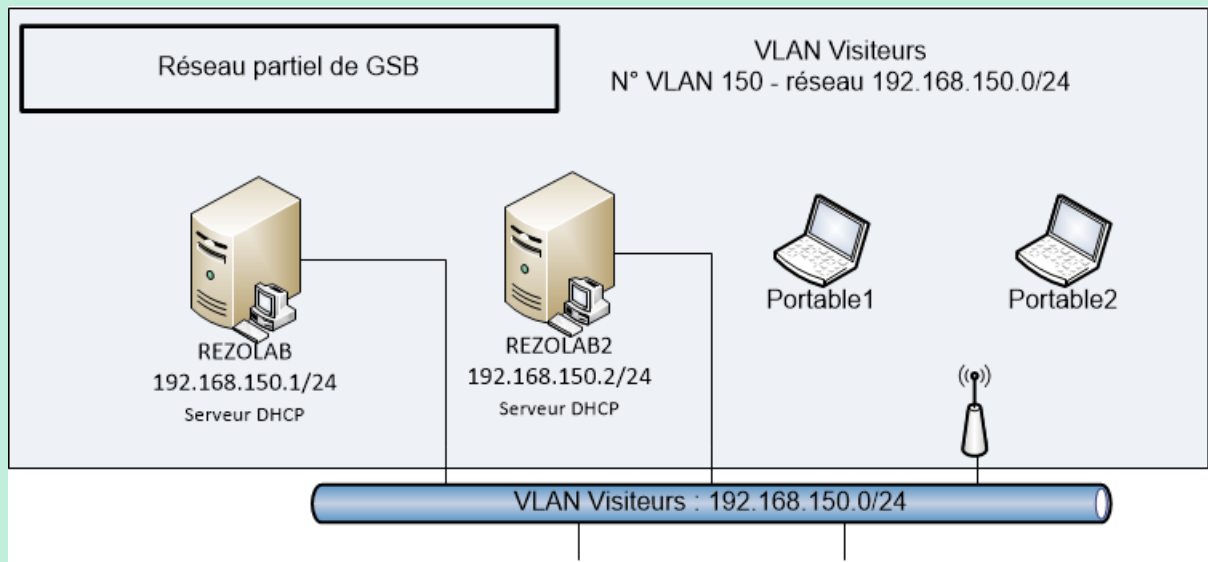 Réseau partiel de GSB
VLAN Visiteurs
N° VLAN 150 - réseau 192.168.150.0/24
REZOLAB
192.168.150.1/24
Serveur DHCP
REZOLAB2
192.168.150.2/24
Serveur DHCP
Portable1
Portable2
VLAN Visiteurs : 192.168.150.0/24